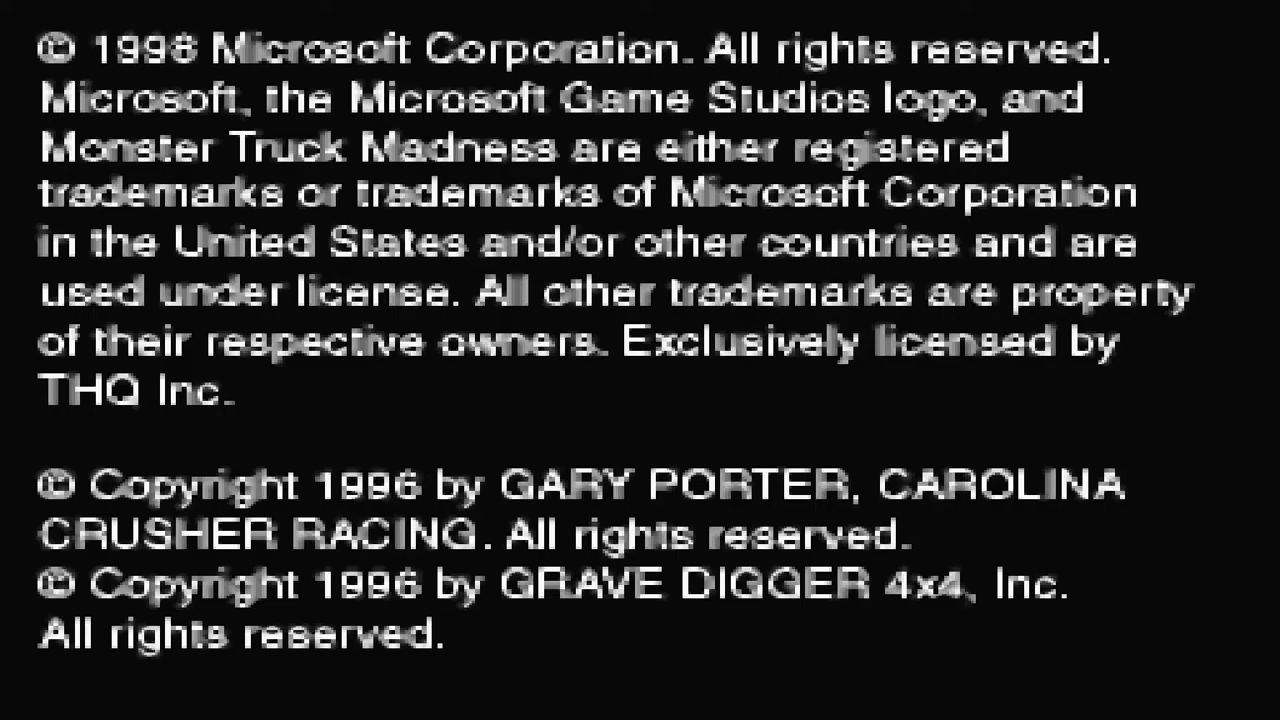 © 1998 Microsoft Corporation. All rights reserved.
Microsoft, the Microsoft Game Studios logo, and
Monster Truck Madness are either registered
trademarks or trademarks of Microsoft Corporation
in the United States and/or other countries and are
used under license. All other trademarks are property
of their respective owners. Exclusively licensed by
THQ Inc.
© Copyright 1996 by GARY PORTER, CAROLINA
CRUSHER RACING. All rights reserved.
© Copyright 1996 by GRAVE DIGGER 4x4, Inc.
All rights reserved.